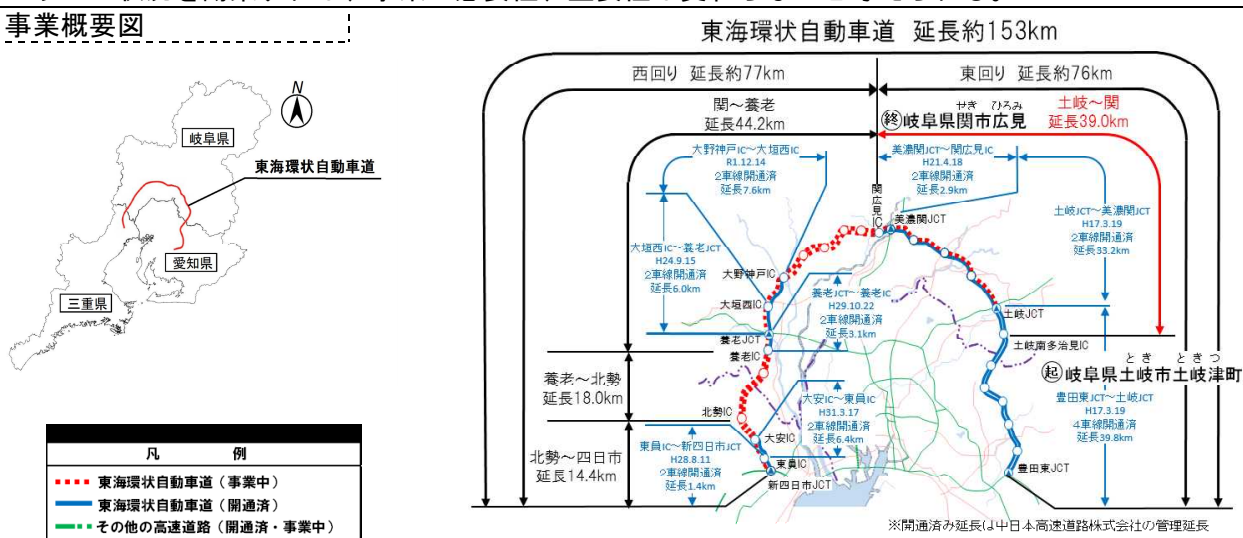 事業概要図
N
岐阜県
東海環状自動車道
愛知県
三重県
凡 例
東海環状自動車道（事業中）
東海環状自動車道（開通済）
その他の高速道路（開通済・事業中）
東海環状自動車道 延長約153km
西回り 延長約77km
東回り 延長約76km
関～養老
延長44.2km
せき ひろみ
終岐阜県関市広見
土岐～関
延長39.0km
大野神戸IC～大垣西IC
R1.12.14
2車線開通済
延長7.6km
美濃関JCT～関広見IC
H21.4.18
2車線開通済
延長2.9km
関広見IC
美濃関JCT
土岐JCT～美濃関JCT
H17.3.19
2車線開通済
延長33.2km
大垣西IC～養老JCT
H24.9.15
2車線開通済
延長6.0km
大野神戸IC
大垣西IC
養老JCT～養老IC
H29.10.22
2車線開通済
延長3.1km
土岐JCT
養老JCT
養老IC
土岐南多治見IC
とき ときつ
起岐阜県土岐市土岐津町
養老～北勢
延長18.0km
北勢IC
大安IC～東員IC
H31.3.17
2車線開通済
延長6.4km
豊田東JCT～土岐JCT
H17.3.19
4車線開通済
延長39.8km
北勢～四日市
延長14.4km
東員IC～新四日市JCT
H28.8.11
2車線開通済
延長1.4km
大安IC
東員IC
新四日市JCT
豊田東JCT
※開通済み延長は中日本高速道路株式会社の管理延長